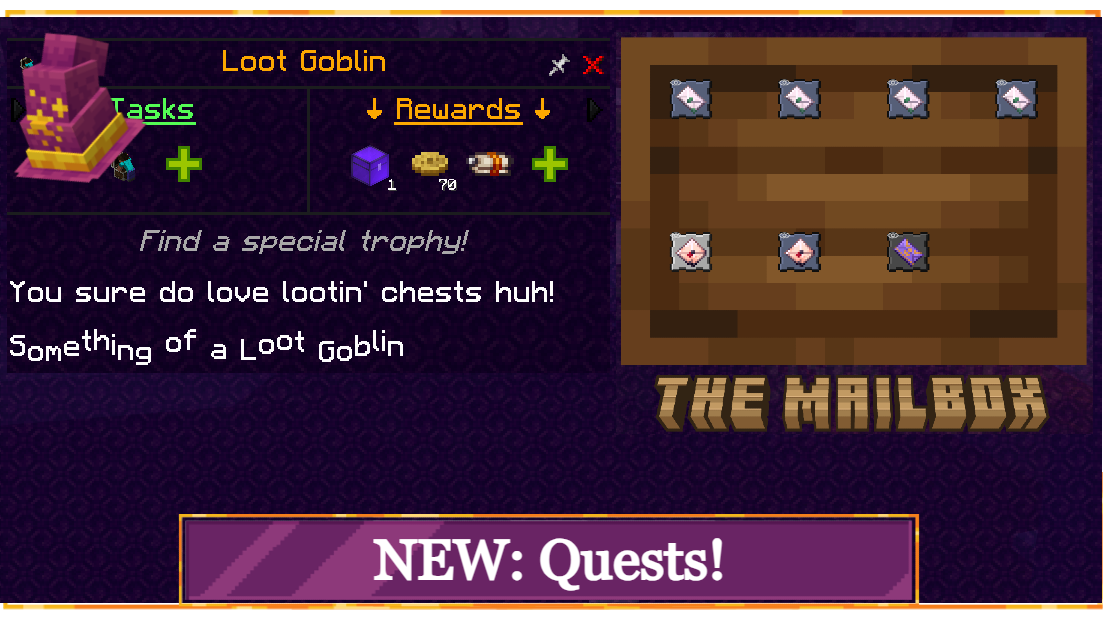 Loot Goblin
Tasks
↓ Rewards ↓
1
70
Find a special trophy!
You sure do love lootin' chests huh!
Something of a Loot Goblin
THE MAILBOX
NEW: Quests!